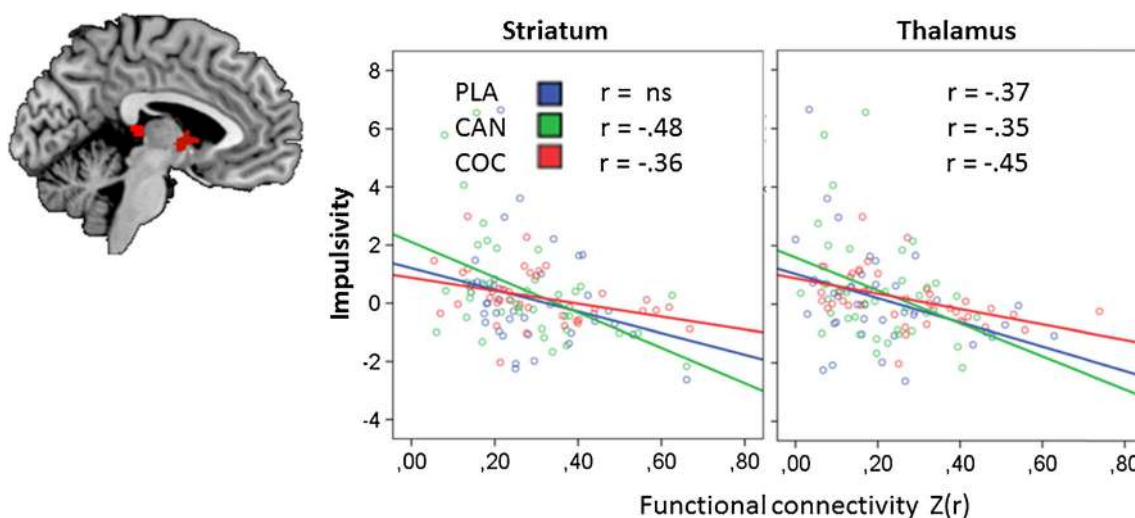 Striatum
Thalamus
PLA r = ns
CAN r = -.48
COC r = -.36
r = -.37
r = -.35
r = -.45
Impulsivity
8
6
4
2
0
-2
-4
,00 ,20 ,40 ,60 ,80
,00 ,20 ,40 ,60 ,80
Functional connectivity Z(r)